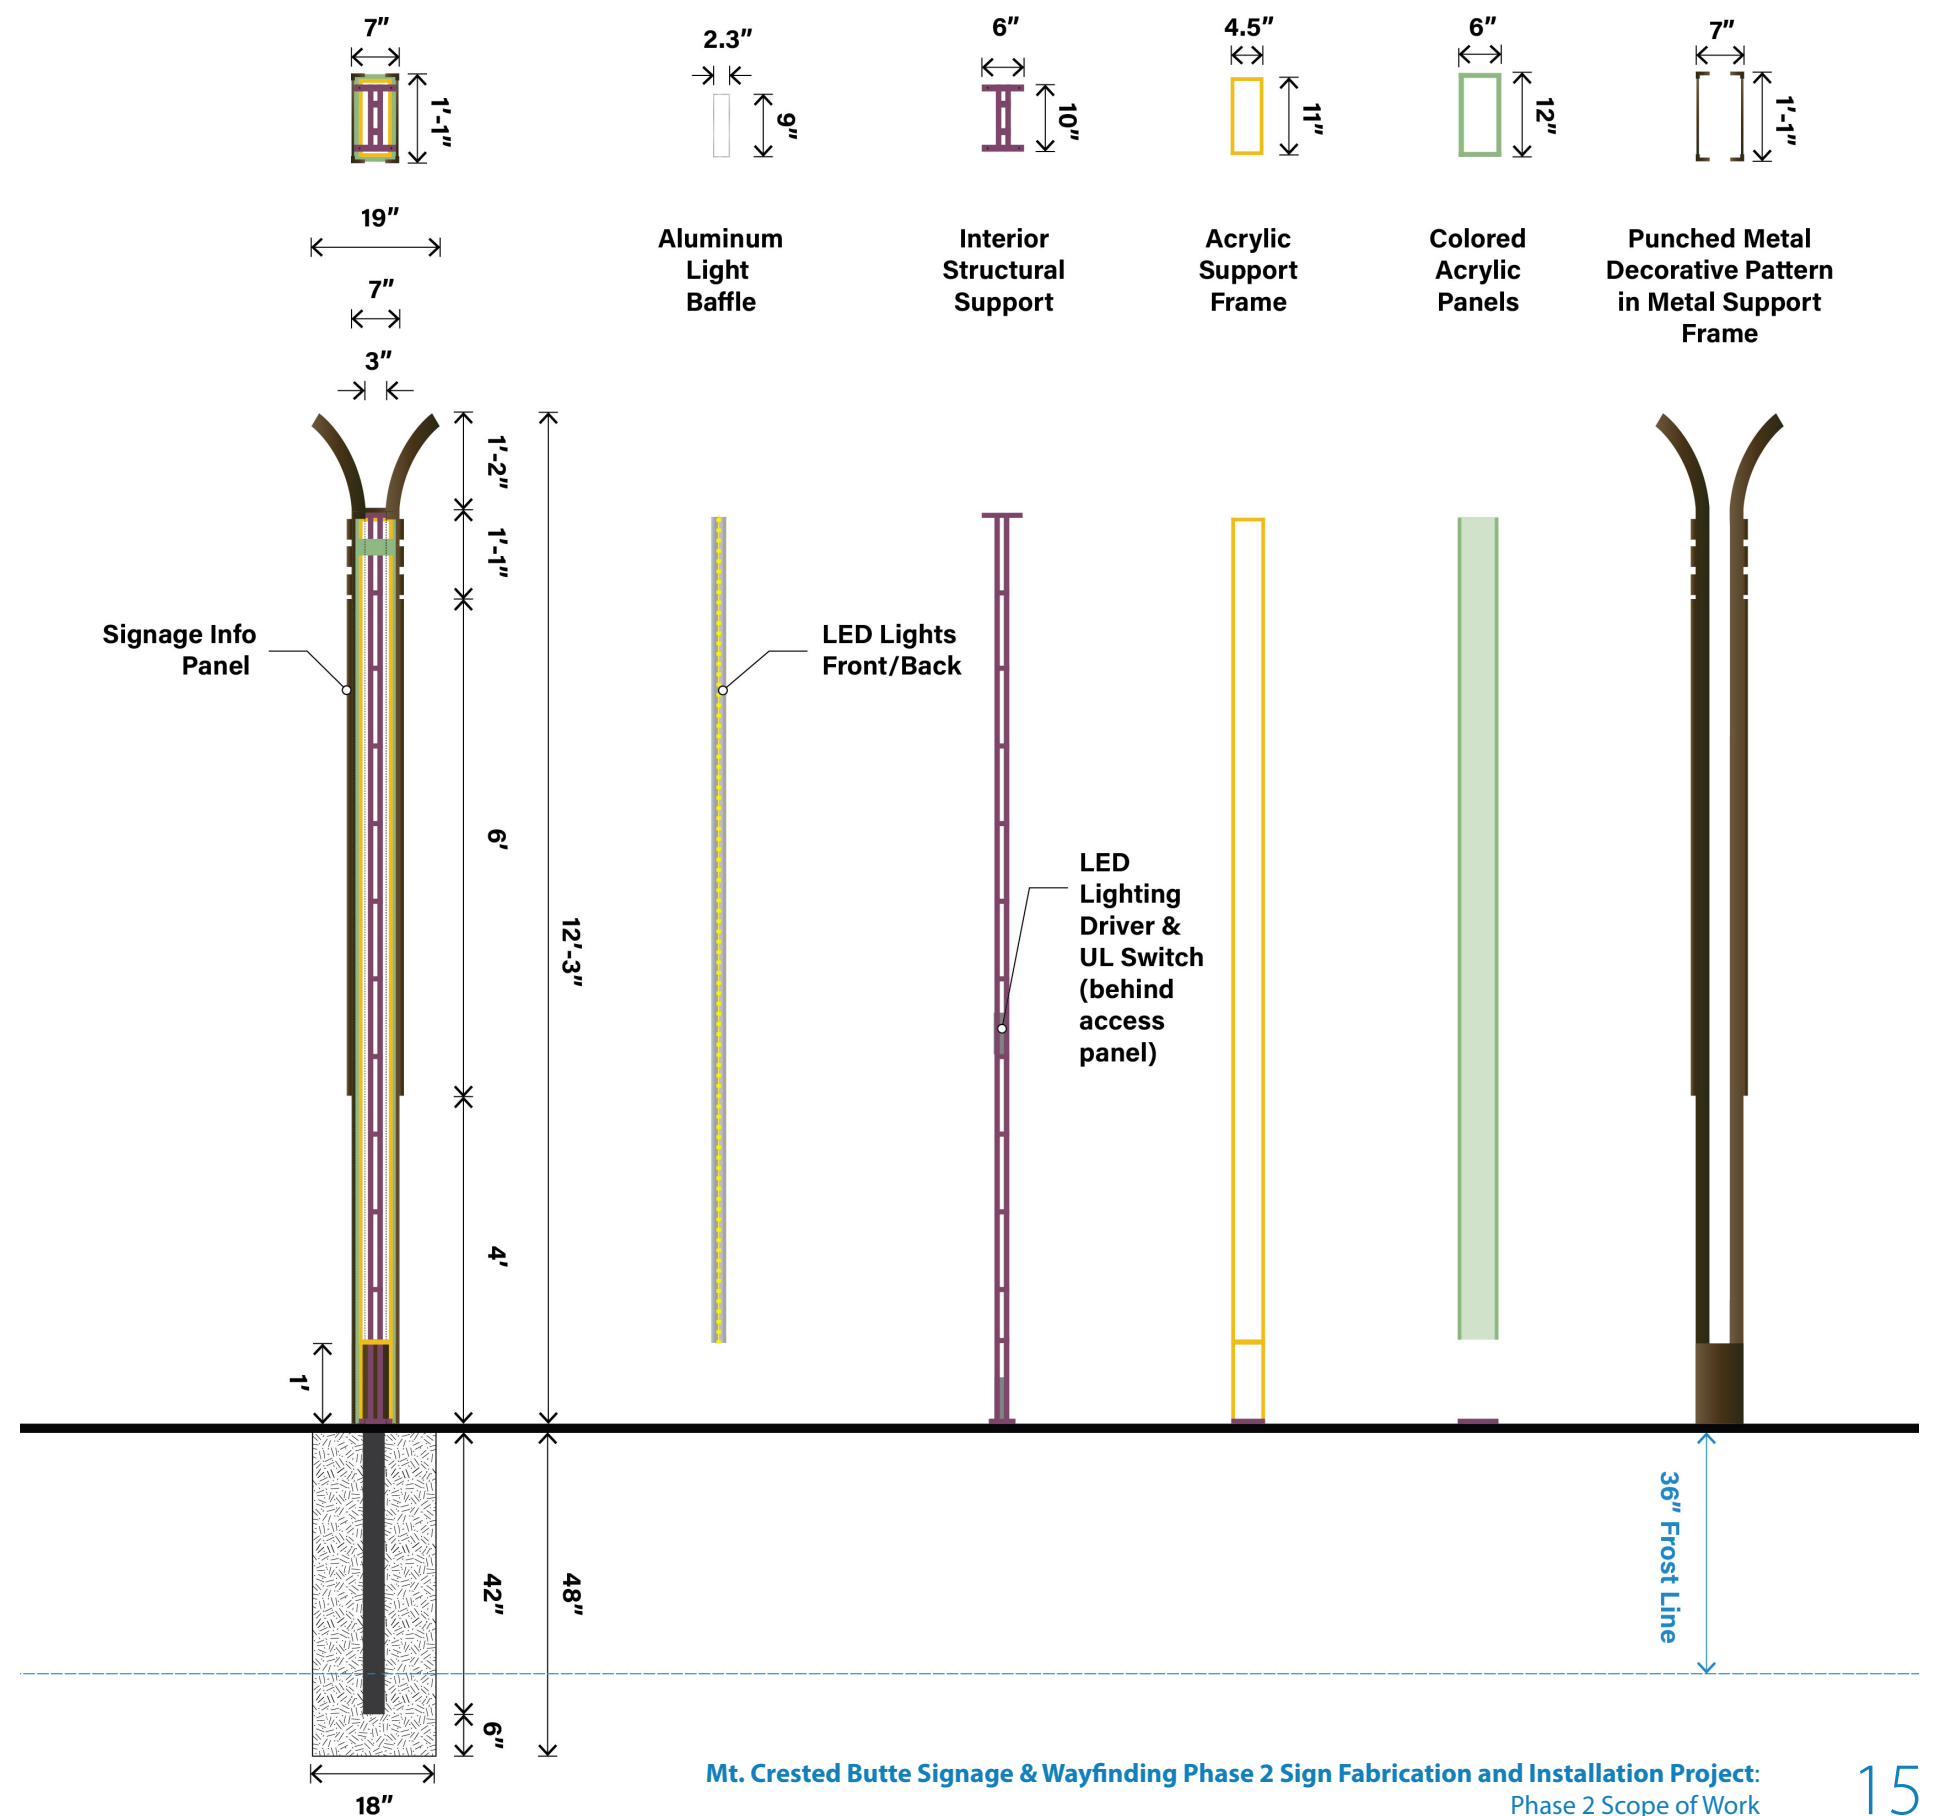 7"
2.3"
6"
4.5"
6"
7"
1'-1"
9"
10"
11"
12"
1'-1"
19"
7"
3"
Aluminum
Light
Baffle
Interior
Structural
Support
Acrylic
Support
Frame
Colored
Acrylic
Panels
Punched Metal
Decorative Pattern
in Metal Support
Frame
1'-2"
1'-1"
6'
4'
12'-3"
1'
Signage Info
Panel
LED Lights
Front/Back
LED
Lighting
Driver &
UL Switch
(behind
access
panel)
42"
6"
48"
18"
36" Frost Line
Mt. Crested Butte Signage & Wayfinding Phase 2 Sign Fabrication and Installation Project:
Phase 2 Scope of Work
15